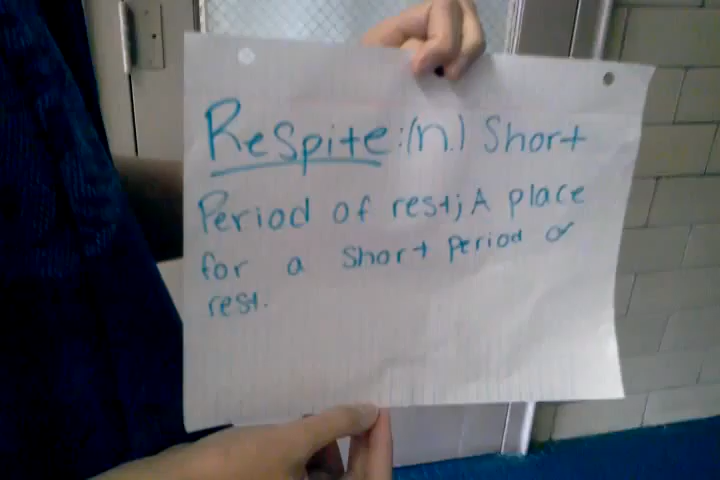 Respite: (n.) Short
Period of rest; A place
for a short period of
rest.